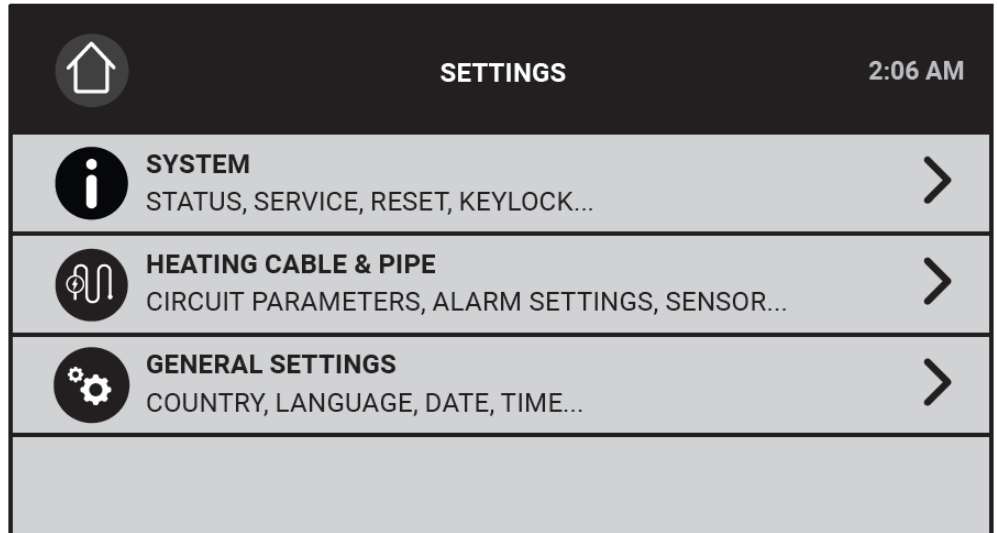 SETTINGS 2:06 AM
SYSTEM
STATUS, SERVICE, RESET, KEYLOCK...
HEATING CABLE & PIPE
CIRCUIT PARAMETERS, ALARM SETTINGS, SENSOR...
GENERAL SETTINGS
COUNTRY, LANGUAGE, DATE, TIME...